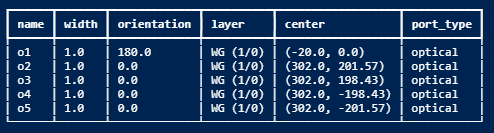 name width orientation layer center port_type
o1 1.0 180.0 WG (1/0) (-20.0, 0.0) optical
o2 1.0 0.0 WG (1/0) (302.0, 201.57) optical
o3 1.0 0.0 WG (1/0) (302.0, 198.43) optical
o4 1.0 0.0 WG (1/0) (302.0, -198.43) optical
o5 1.0 0.0 WG (1/0) (302.0, -201.57) optical